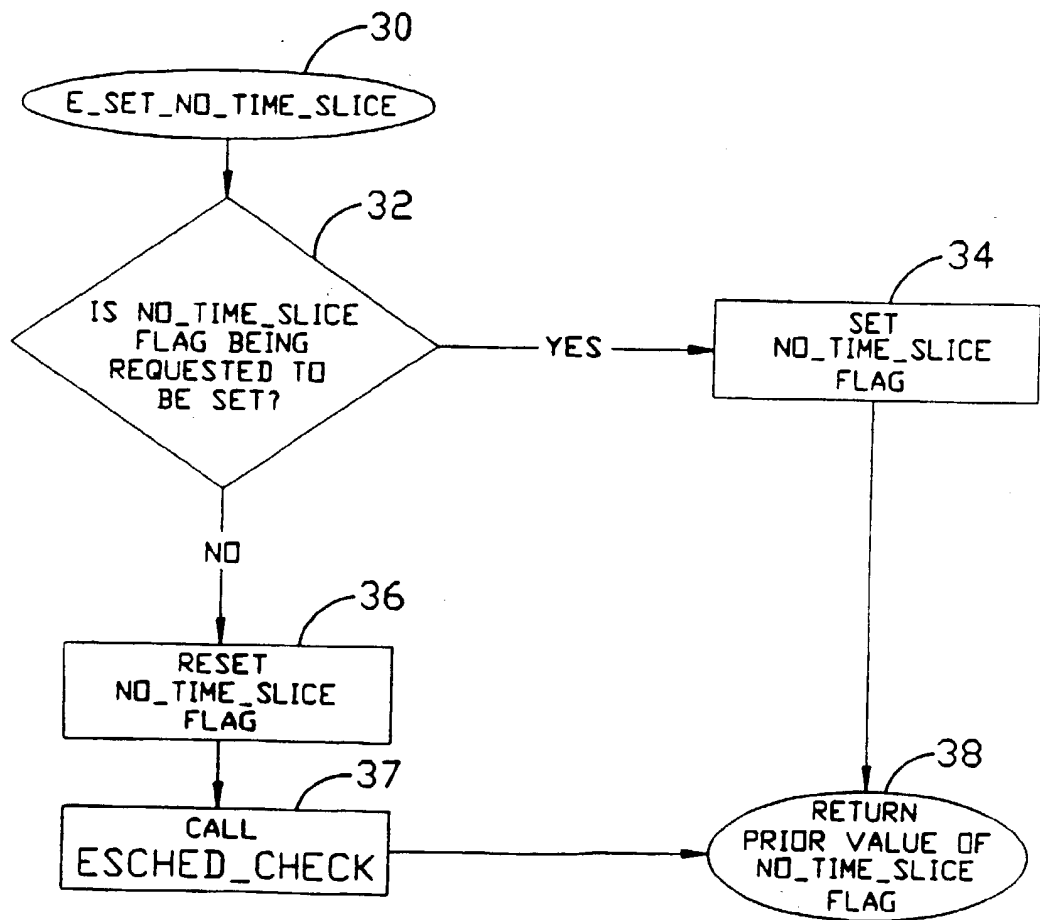 30
E_SET_NO_TIME_SLICE
32
IS NO_TIME_SLICE
FLAG BEING
REQUESTED TO
BE SET?
YES
34
SET
NO_TIME_SLICE
FLAG
NO
36
RESET
NO_TIME_SLICE
FLAG
37
CALL
ESCHED_CHECK
38
RETURN
PRIOR VALUE OF
NO_TIME_SLICE
FLAG